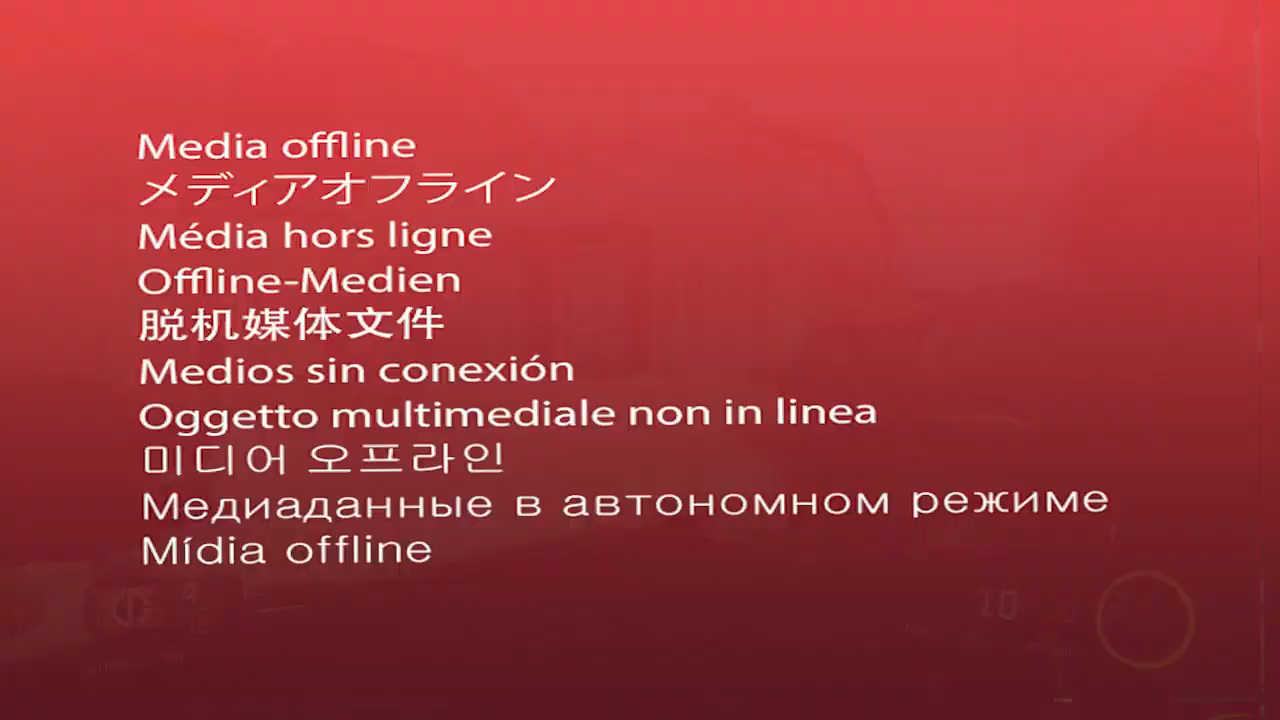 Media offline
メディアオフライン
Média hors ligne
Offline-Medien
脱机媒体文件
Medios sin conexión
Oggetto multimediale non in linea
미디어 오프라인
Медиаданные в автономном режиме
Mídia offline
10